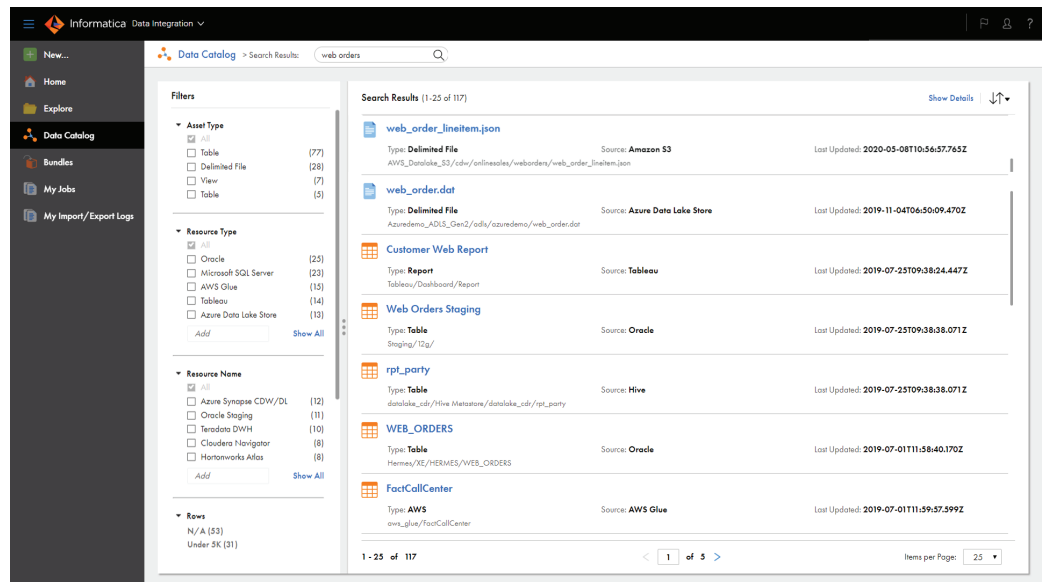 Informatica Data Integration
?
New...
Home
Explore
Data Catalog
Bundles
My Jobs
My Import/Export Logs
Data Catalog > Search Results: web orders
Filters
Asset Type
All
Table (77)
Delimited File (28)
View (7)
Table (5)
Resource Type
All
Oracle (25)
Microsoft SQL Server (23)
AWS Glue (15)
Tableau (14)
Azure Data Lake Store (13)
Add Show All
Resource Name
All
Azure Synapse CDW/DL (12)
Oracle Staging (11)
Teradata DWH (10)
Cloudera Navigator (8)
Hortonworks Atlas (8)
Add Show All
Rows
N/A (53)
Under 5K (31)
Search Results (1-25 of 117) Show Details
web_order_lineitem.json
Type: Delimited File Source: Amazon S3 Last Updated: 2020-05-08T10:56:57.765Z
AWS_Datalake_S3/cdw/onlinesales/weborders/web_order_lineitem.json
web_order.dat
Type: Delimited File Source: Azure Data Lake Store Last Updated: 2019-11-04T06:50:09.470Z
Azuredemo_ADLS_Gen2/adls/azuredemo/web_order.dat
Customer Web Report
Type: Report Source: Tableau Last Updated: 2019-07-25T09:38:24.447Z
Tableau/Dashboard/Report
Web Orders Staging
Type: Table Source: Oracle Last Updated: 2019-07-25T09:38:38.071Z
Staging/12g/
rpt_party
Type: Table Source: Hive Last Updated: 2019-07-25T09:38:38.071Z
datalake_cdr/Hive Metastore/datalake_cdr/rpt_party
WEB_ORDERS
Type: Table Source: Oracle Last Updated: 2019-07-01T11:58:40.170Z
Hermes/XE/HERMES/WEB_ORDERS
FactCallCenter
Type: AWS Source: AWS Glue Last Updated: 2019-07-01T11:59:57.599Z
aws_glue/FactCallCenter
1 - 25 of 117 < 1 of 5 > Items per Page: 25